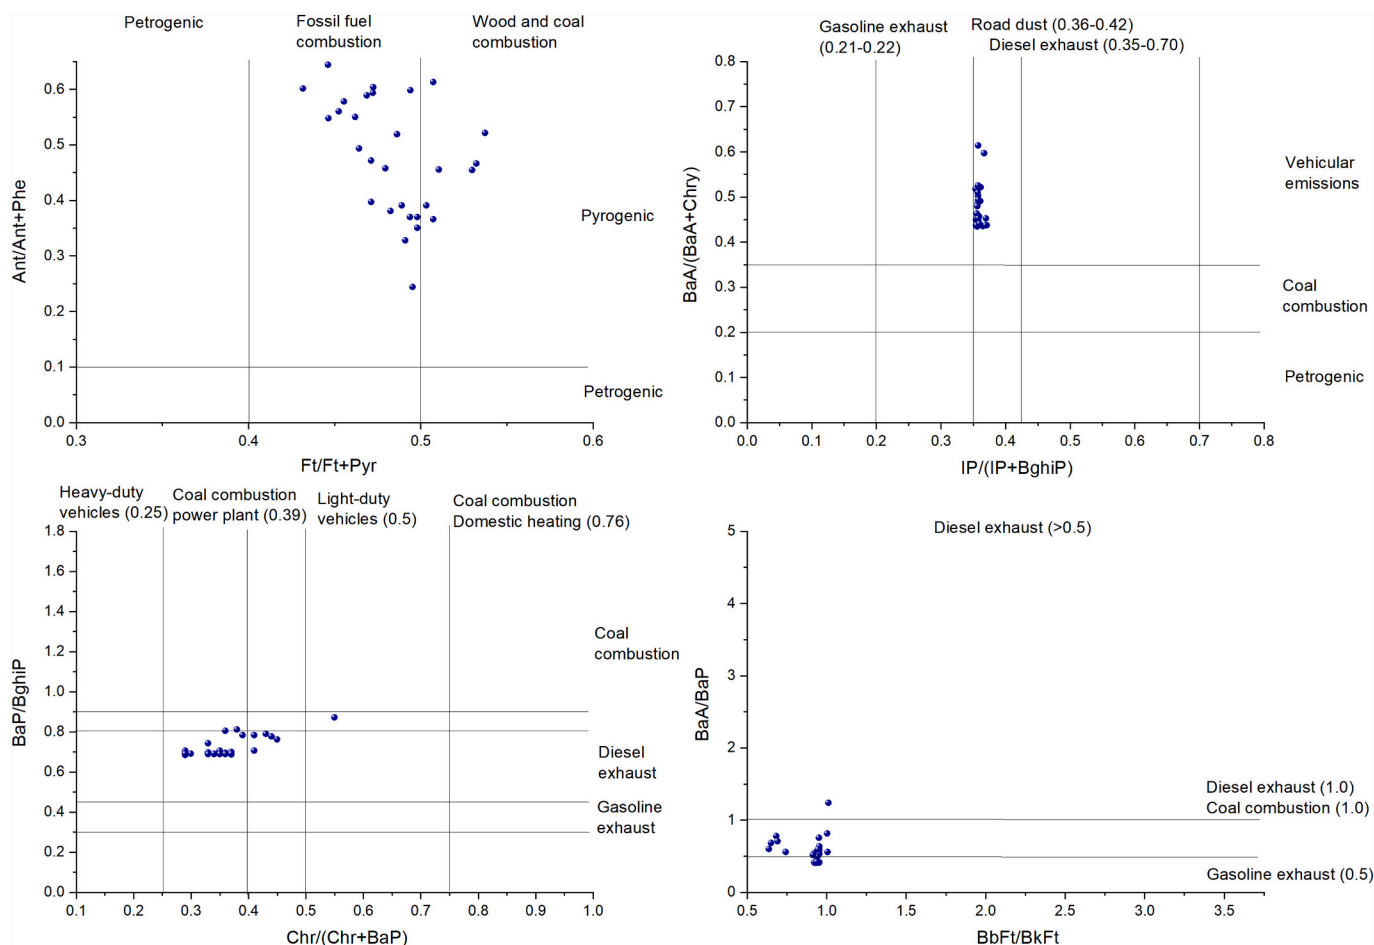 Petrogenic
Fossil fuel
combustion
Wood and coal
combustion
0.6
0.5
0.4
0.3
0.2
0.1
0.0
Ant/Ant+Phe
Pyrogenic
Petrogenic
0.3
0.4
0.5
0.6
Ft/Ft+Pyr
Gasoline exhaust
(0.21-0.22)
Road dust (0.36-0.42)
Diesel exhaust (0.35-0.70)
0.8
0.7
0.6
0.5
0.4
0.3
0.2
0.1
0.0
BaA/(BaA+Chry)
Vehicular
emissions
Coal
combustion
Petrogenic
0.0
0.1
0.2
0.3
0.4
0.5
0.6
0.7
0.8
IP/(IP+BghiP)
Heavy-duty
vehicles (0.25)
Coal combustion
power plant (0.39)
Light-duty
vehicles (0.5)
Coal combustion
Domestic heating (0.76)
1.8
1.6
1.4
1.2
1.0
0.8
0.6
0.4
0.2
0.0
BaP/BghiP
Coal
combustion
Diesel
exhaust
Gasoline
exhaust
0.1
0.2
0.3
0.4
0.5
0.6
0.7
0.8
0.9
1.0
Chr/(Chr+BaP)
Diesel exhaust (>0.5)
5
4
3
2
1
0
BaA/BaP
Diesel exhaust (1.0)
Coal combustion (1.0)
Gasoline exhaust (0.5)
0.5
1.0
1.5
2.0
2.5
3.0
3.5
BbFt/BkFt